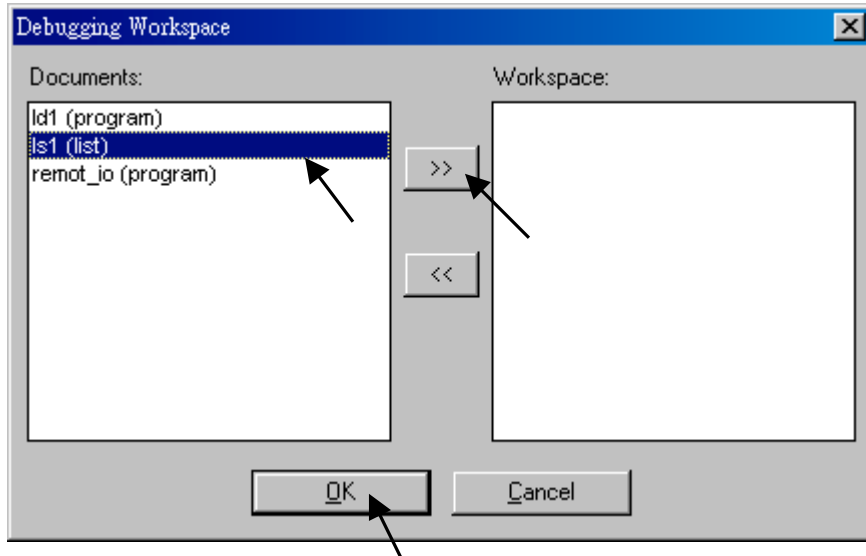 Debugging Workspace
Documents:
Workspace:
ld1 (program)
ls1 (list)
remot_io (program)
>>
<<
OK
Cancel